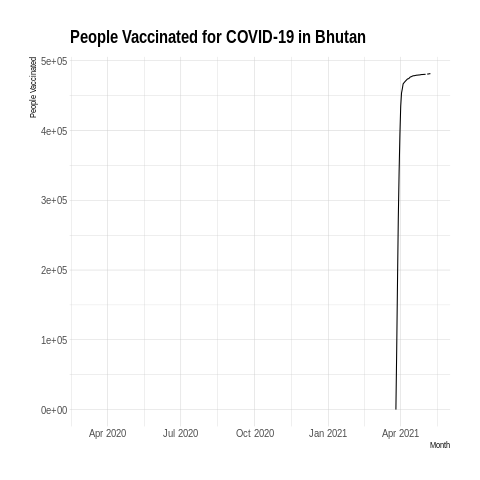 People Vaccinated for COVID-19 in Bhutan
People Vaccinated
5e+05
4e+05
3e+05
2e+05
1e+05
0e+00
Apr 2020 Jul 2020 Oct 2020 Jan 2021 Apr 2021
Month